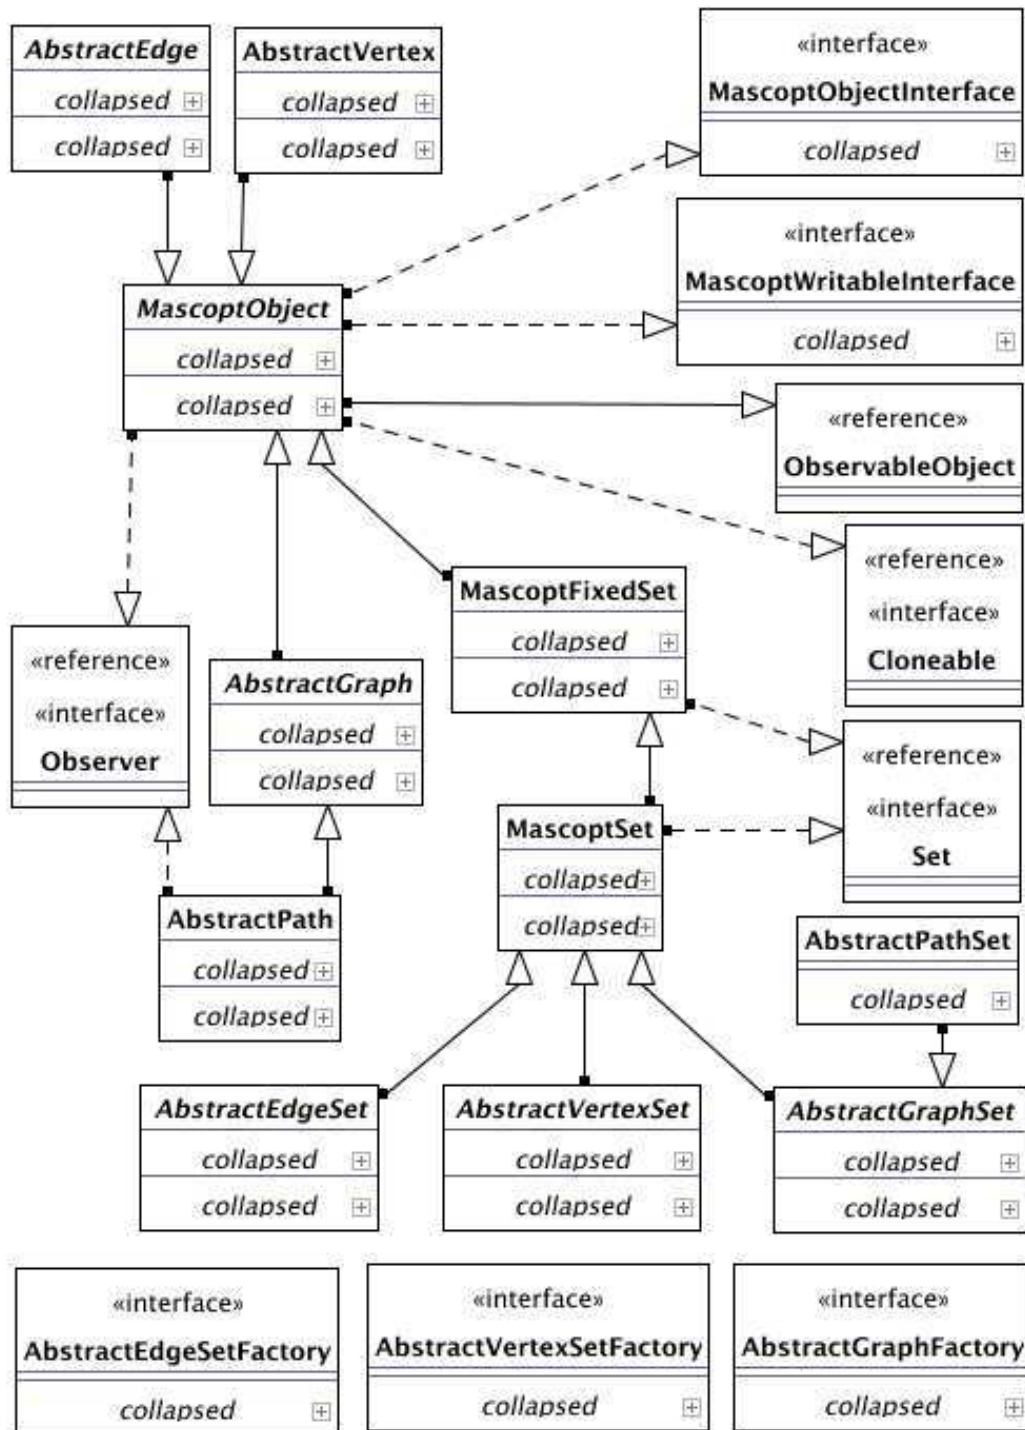 AbstractEdge
collapsed
collapsed
AbstractVertex
collapsed
collapsed
«interface»
MascoptObjectInterface
collapsed
«interface»
MascoptWritableInterface
collapsed
MascoptObject
collapsed
collapsed
«reference»
ObservableObject
«reference»
«interface»
Cloneable
MascoptFixedSet
collapsed
collapsed
«reference»
«interface»
Observer
AbstractGraph
collapsed
collapsed
«reference»
«interface»
Set
MascoptSet
collapsed
collapsed
AbstractPath
collapsed
collapsed
AbstractPathSet
collapsed
AbstractEdgeSet
collapsed
collapsed
AbstractVertexSet
collapsed
collapsed
AbstractGraphSet
collapsed
collapsed
«interface»
AbstractEdgeSetFactory
collapsed
«interface»
AbstractVertexSetFactory
collapsed
«interface»
AbstractGraphFactory
collapsed